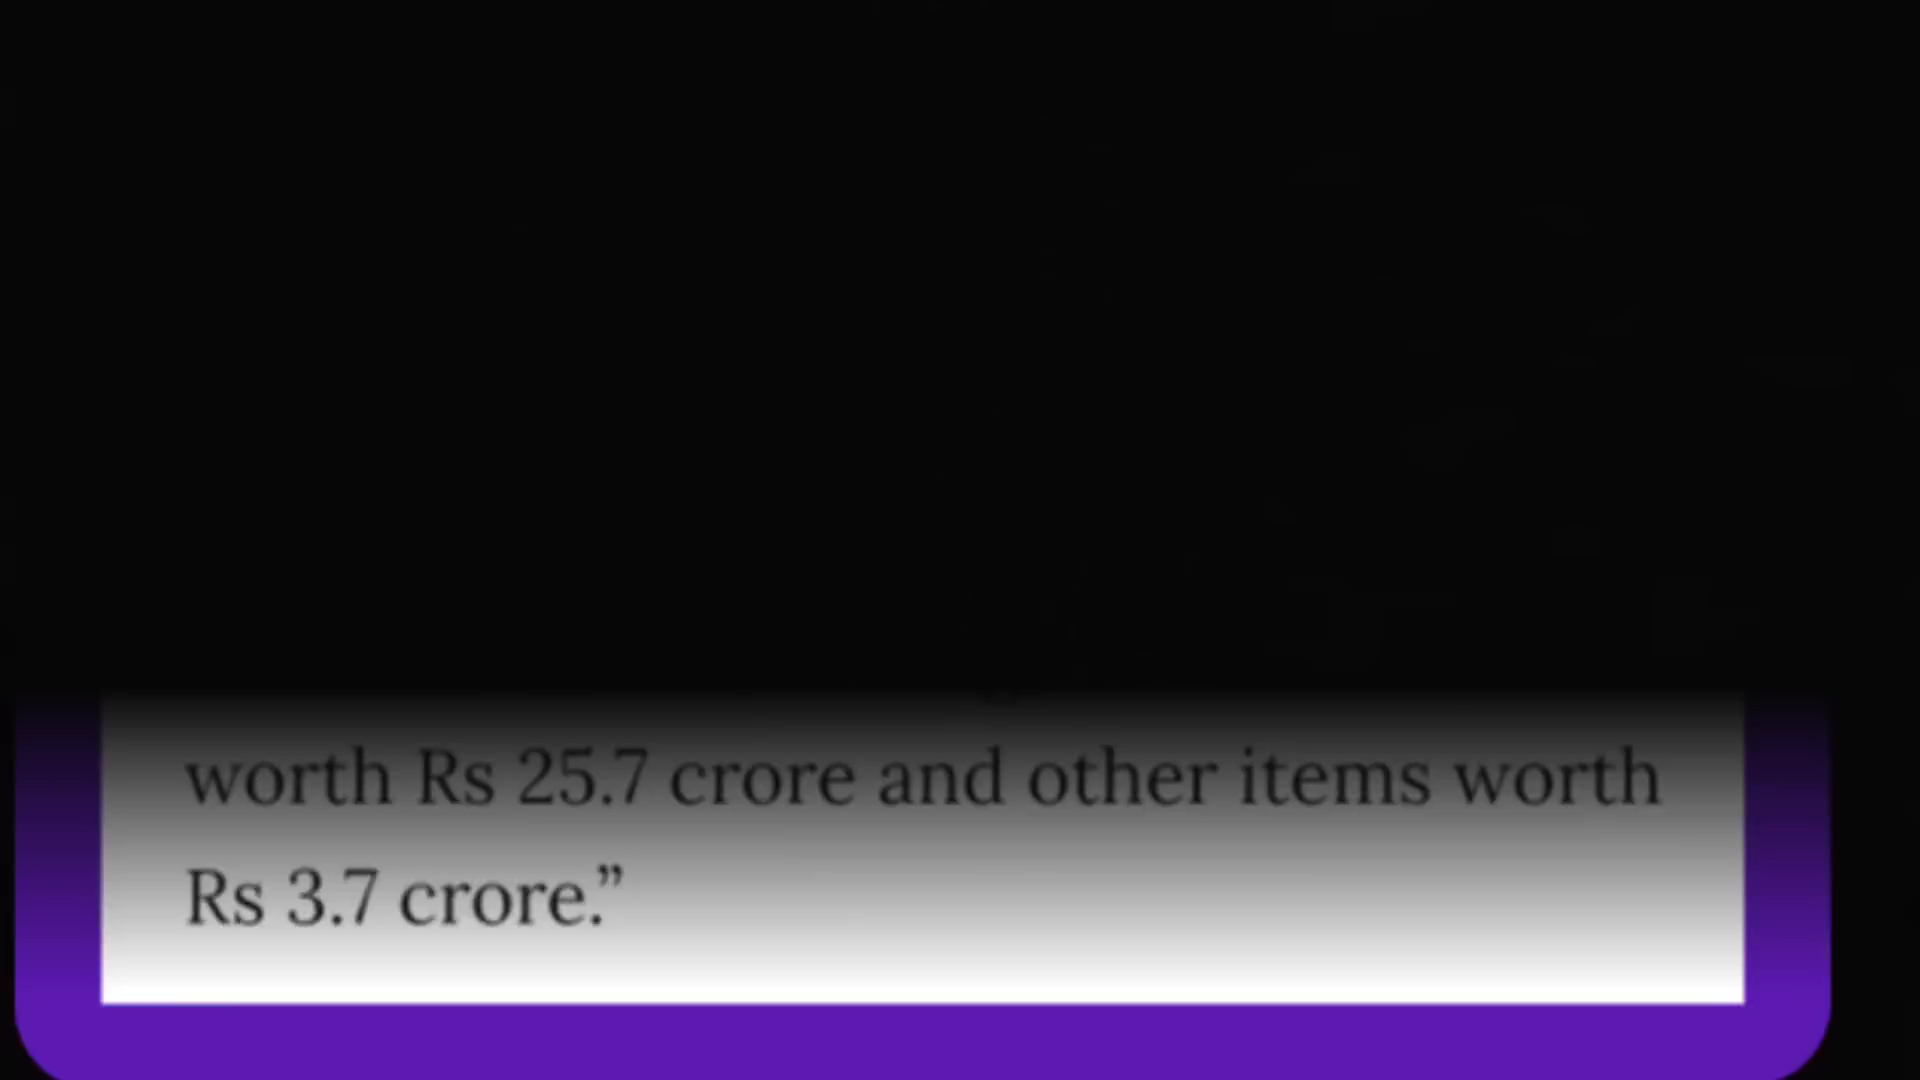 worth Rs 25.7 crore and other items worth
Rs 3.7 crore.”